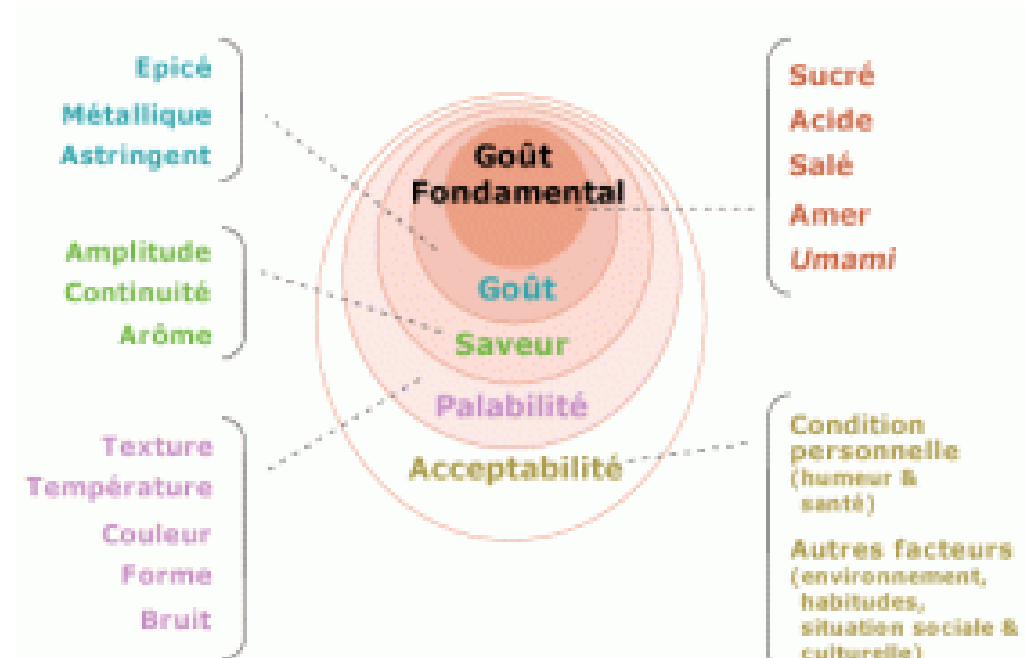 Epicé
Métallique
Astringent
Amplitude
Continuité
Arôme
Texture
Température
Couleur
Forme
Bruit
Goût
Fondamental
Goût
Saveur
Palabilité
Acceptabilité
Sucré
Acide
Salé
Amer
Umami
Condition
personnelle
(humeur &
santé)
Autres facteurs
(environnement,
habitudes,
situation sociale &
culturelle)